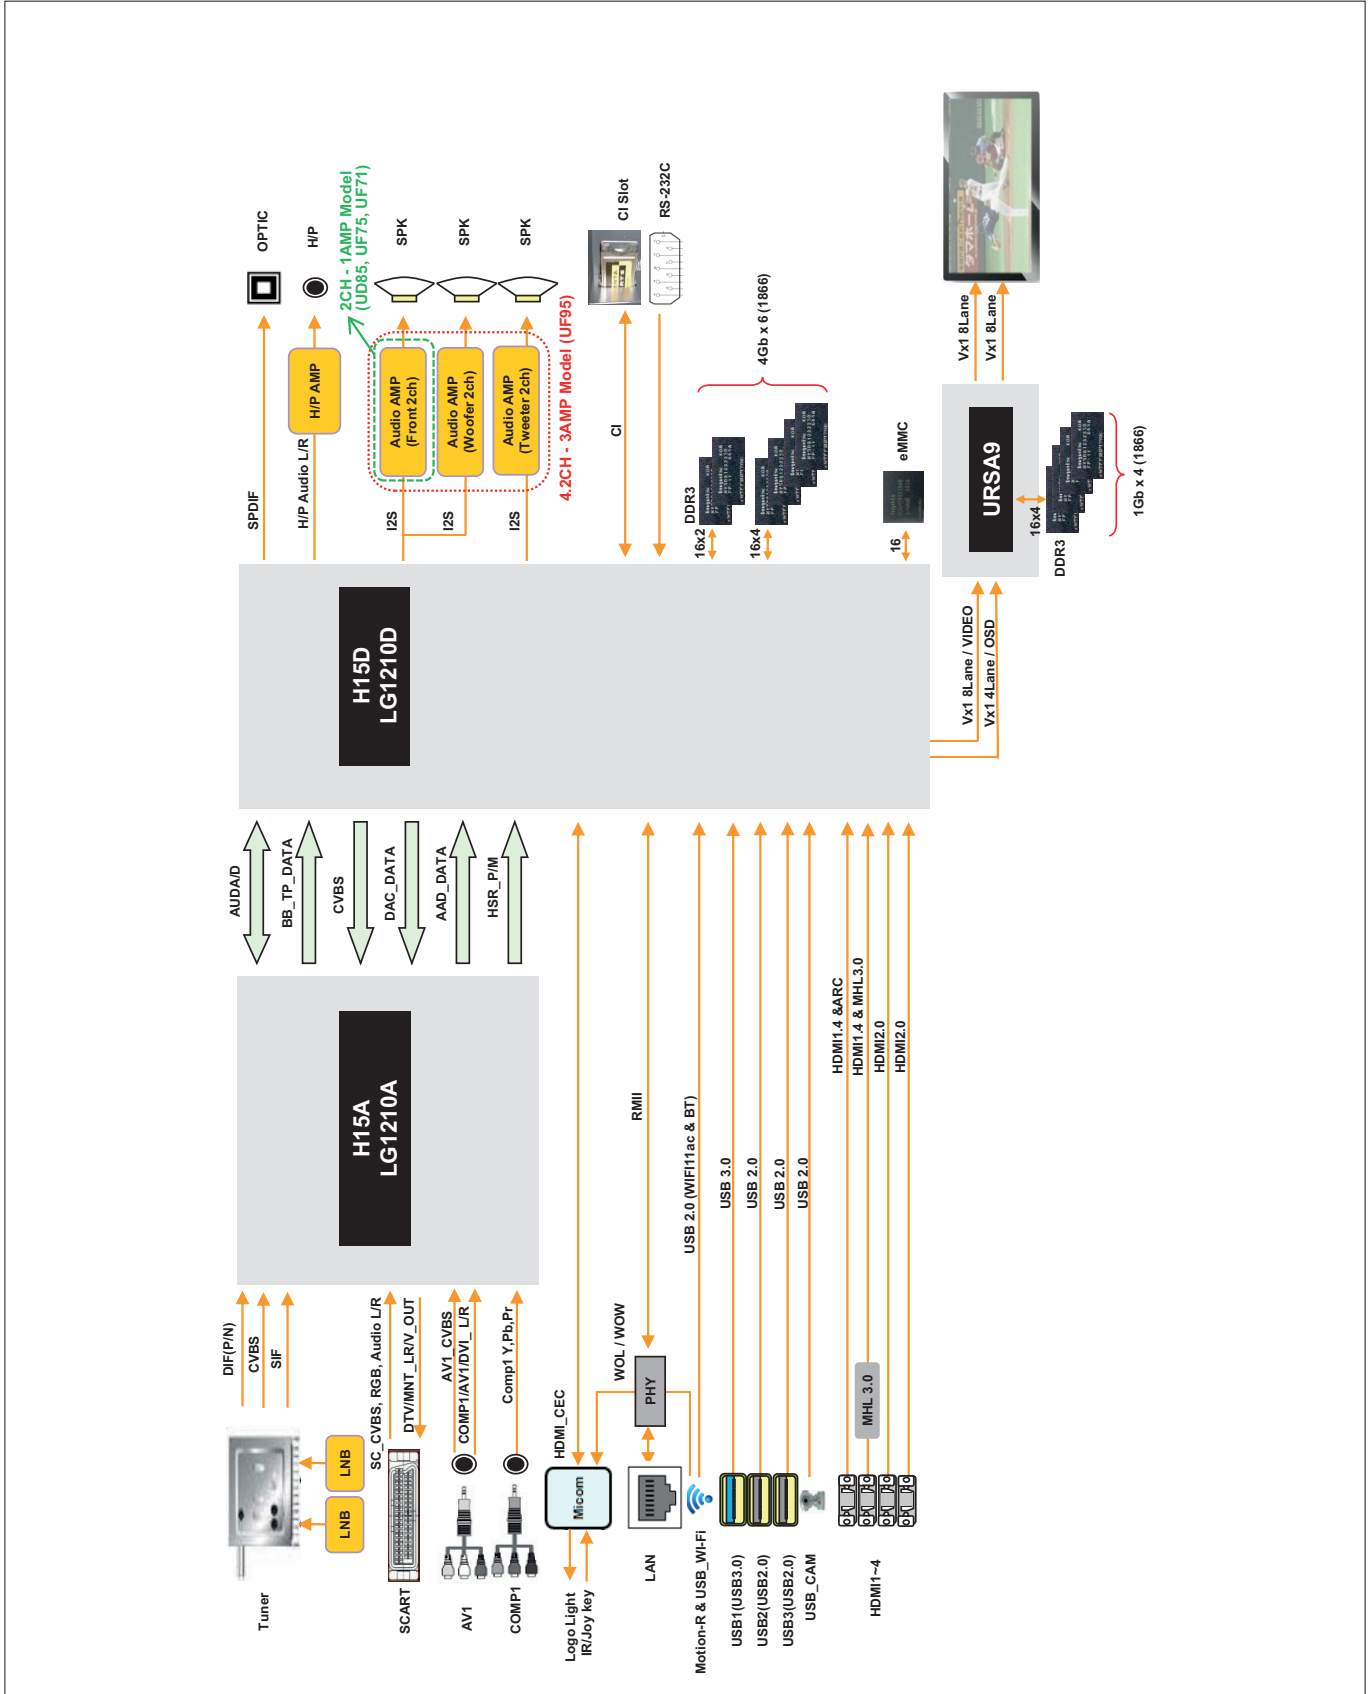 Tuner
LNB
LNB
DIF(P/N)
CVBS
SIF
SCART
SC_CVBS, RGB, Audio L/R
DTV/MNT_LR/V_OUT
AV1
AV1_CVBS
COMP1/AV1/DVI_ L/R
COMP1
Comp1 Y,Pb,Pr
H15A
LG1210A
AUDA/D
BB_TP_DATA
CVBS
DAC_DATA
AAD_DATA
HSR_P/M
H15D
LG1210D
SPDIF
OPTIC
H/P Audio L/R
H/P AMP
H/P
2CH - 1AMP Model
(UD85, UF75, UF71)
I2S
Audio AMP
(Front 2ch)
SPK
I2S
Audio AMP
(Woofer 2ch)
SPK
I2S
Audio AMP
(Tweeter 2ch)
SPK
4.2CH - 3AMP Model (UF95)
CI
CI Slot
RS-232C
16x2
DDR3
16x4
4Gb x 6 (1866)
16
eMMC
Logo Light
IR/Joy key
Micom
HDMI_CEC
WOL / WOW
LAN
PHY
RMII
Motion-R & USB_WI-Fi
USB 2.0 (WIFI11ac & BT)
USB1(USB3.0)
USB 3.0
USB2(USB2.0)
USB 2.0
USB3(USB2.0)
USB 2.0
USB_CAM
USB 2.0
HDMI1~4
MHL 3.0
HDMI1.4 &ARC
HDMI1.4 & MHL3.0
HDMI2.0
HDMI2.0
Vx1 8Lane / VIDEO
Vx1 4Lane / OSD
URSA9
16x4
DDR3
1Gb x 4 (1866)
Vx1 8Lane
Vx1 8Lane
タマホーム